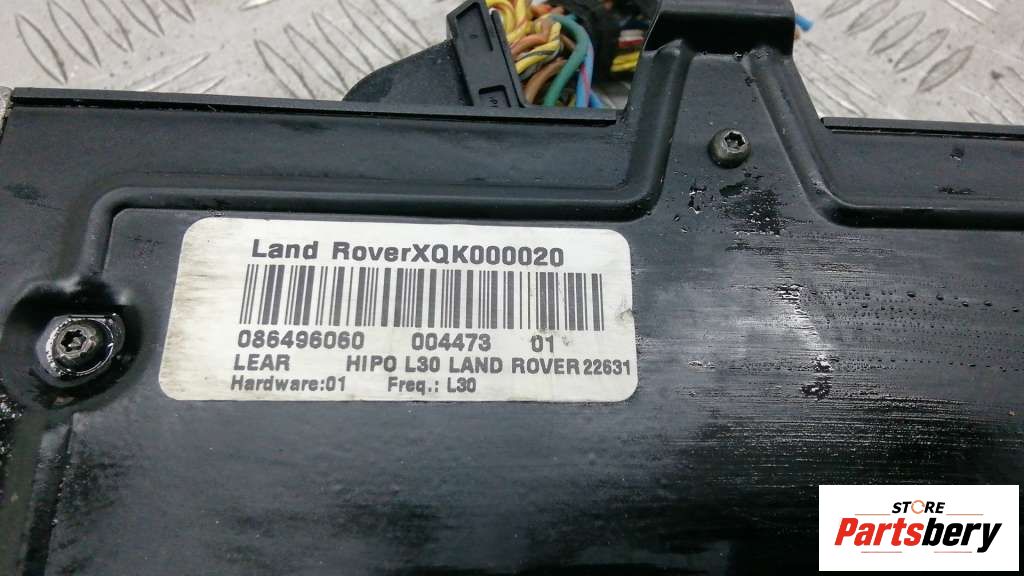 Land RoverXQK000020
086496060 004473 01
LEAR HIPO L30 LAND ROVER 22631
Hardware:01 Freq.: L30
STORE
Partsbery